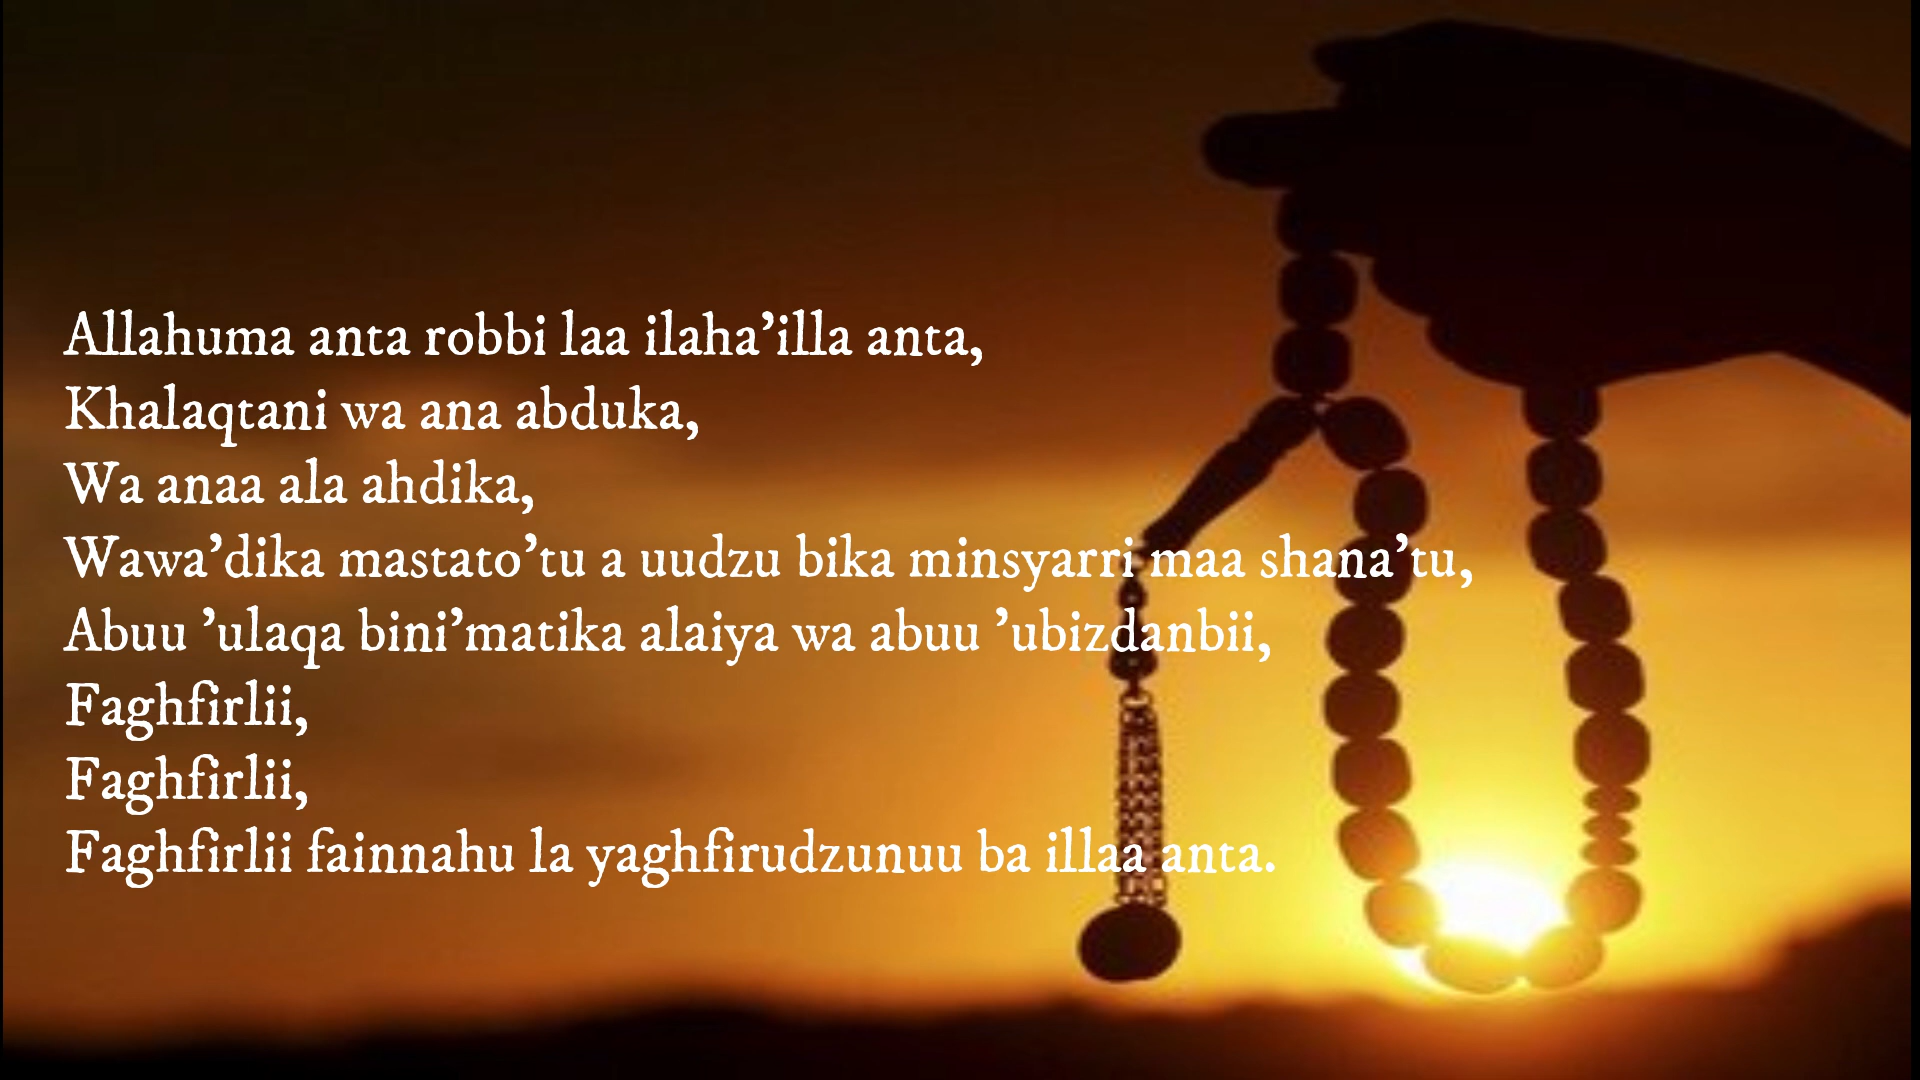 Allahuma anta robbi laa ilaha’illa anta,
Khalaqtani wa ana abduka,
Wa anaa ala ahdika,
Wawa’dika mastato’tu a uudzu bika minsyarri maa shana’tu,
Abuu ’ulaqa bini’matika alaiya wa abuu ’ubizdanbii,
Faghfirlii,
Faghfirlii,
Faghfirlii fainnahu la yaghfirudzunuu ba illaa anta.